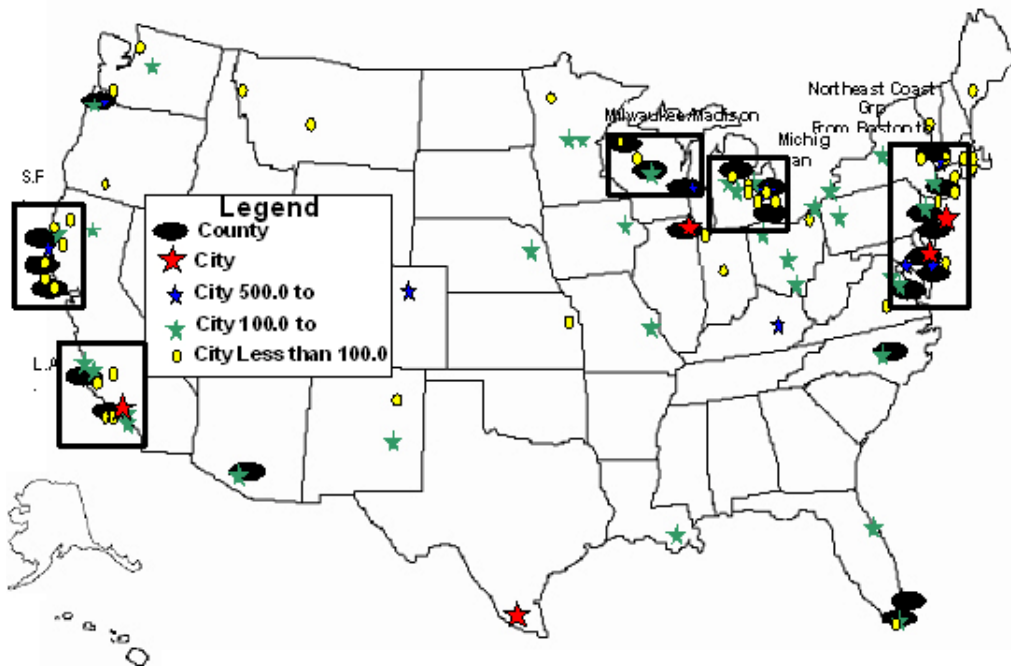 Northeast Coast
Grp
From Boston to
Milwaukee/Madison
Michig
an
S.F
Legend
County
City
City 500.0 to
City 100.0 to
City Less than 100.0
L.A
.